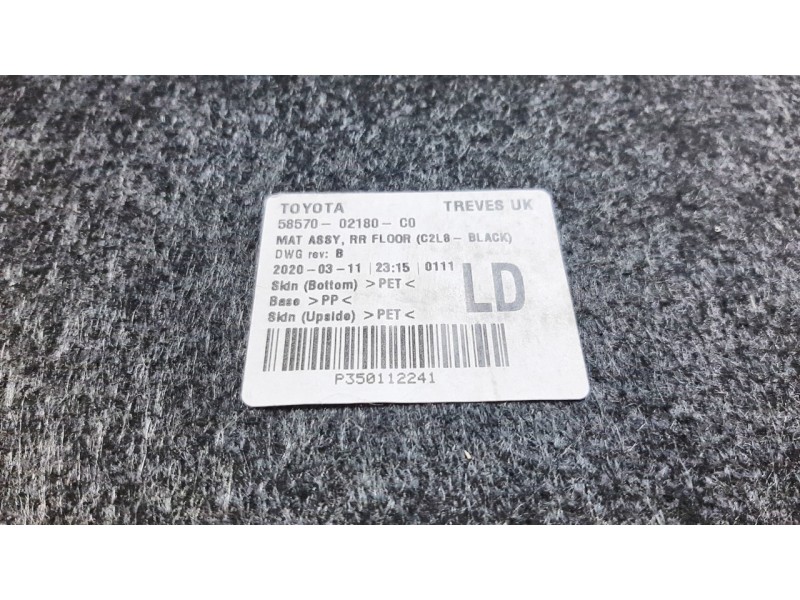 TOYOTA TREVES UK
58570- 02180- C0
MAT ASSY, RR FLOOR (C2L8- BLACK)
DWG rev: B
2020-03-11 | 23:15 | 0111
Skin (Bottom) >PET<
Base >PP<
Skin (Upside) >PET<
LD
P350112241